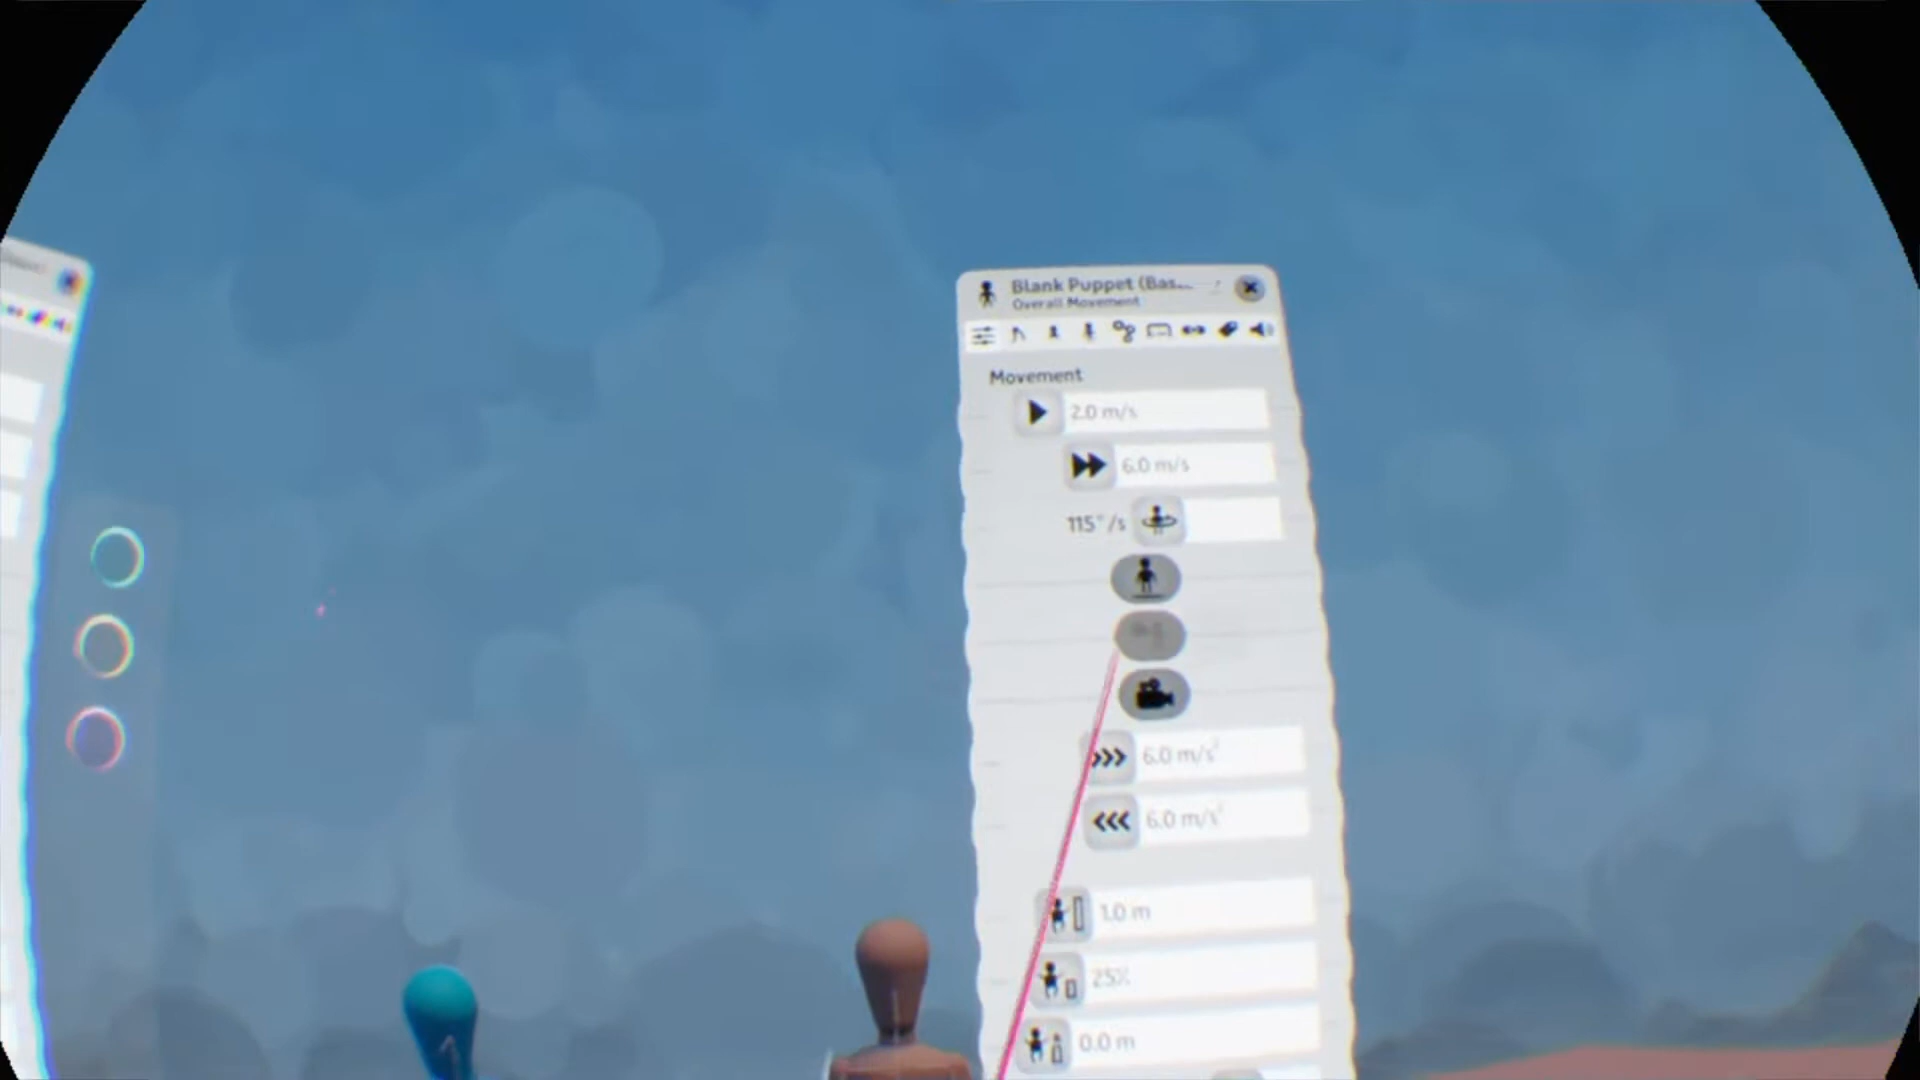 Blank Puppet (Bas...
Overall Movement
Movement
2.0 m/s
6.0 m/s
115°/s
6.0 m/s²
6.0 m/s²
1.0 m
25%
0.0 m